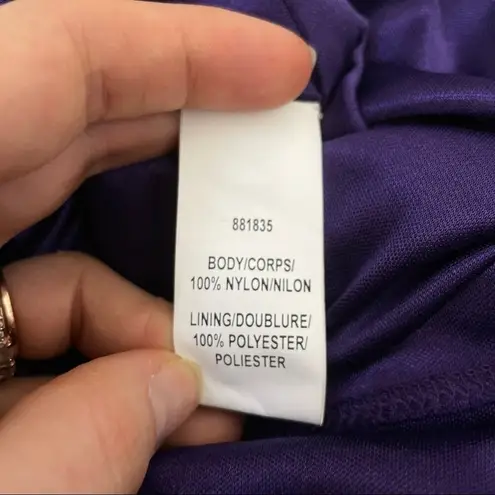 881835
BODY/CORPS/
100% NYLON/NILON
LINING/DOUBLURE/
100% POLYESTER/
POLIESTER